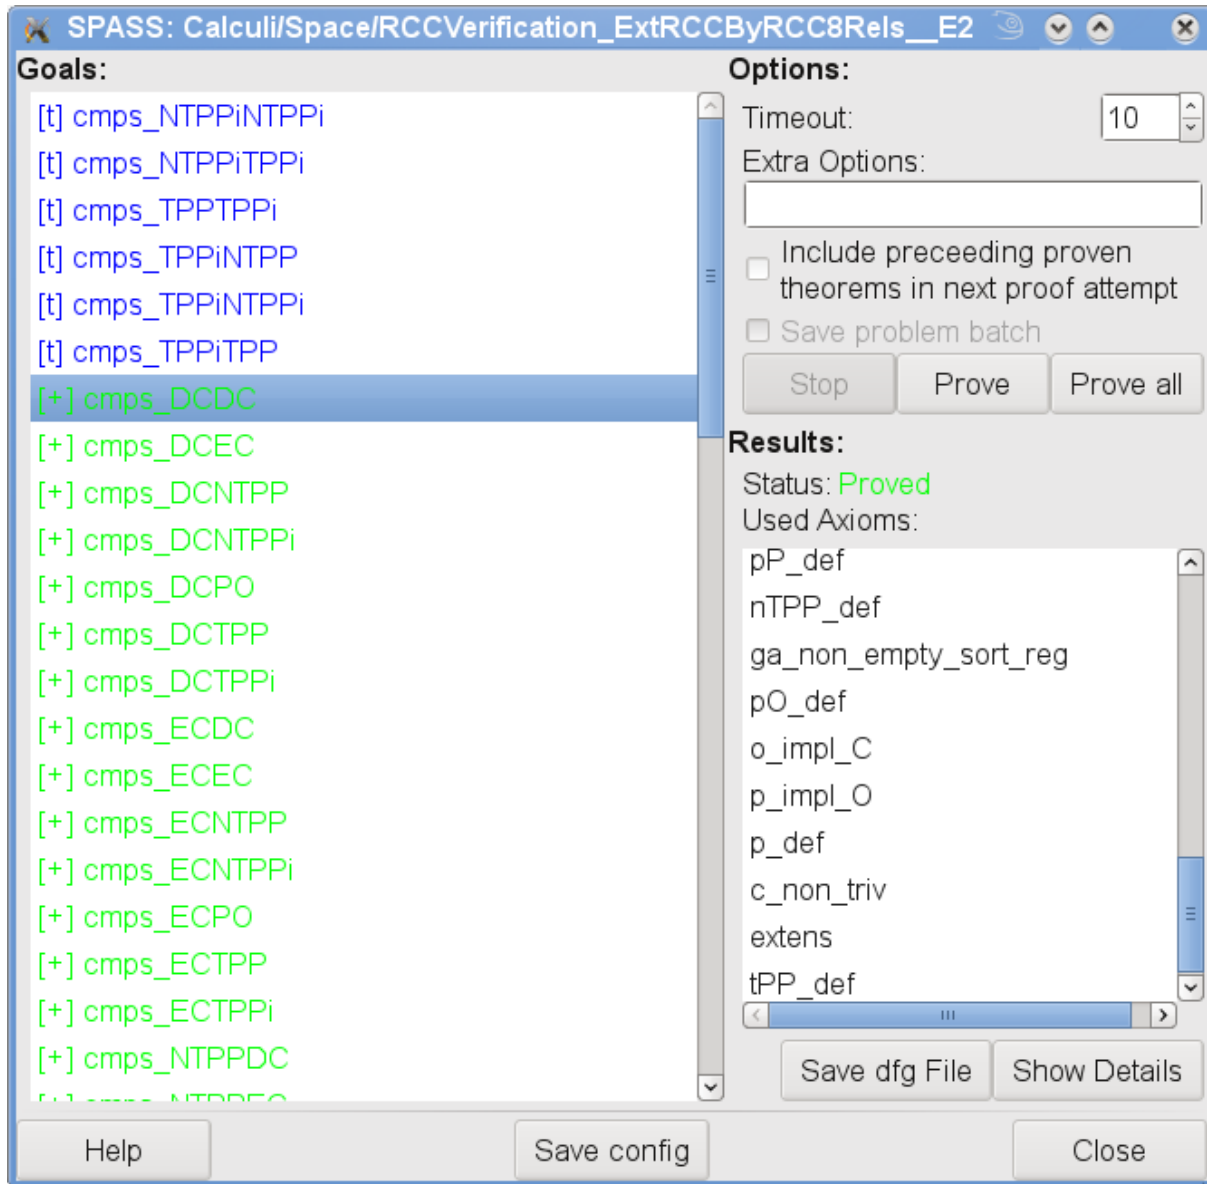 SPASS: Calculi/Space/RCCVerification_ExtRCCByRCC8Rels__E2
Goals:
[t] cmps_NTPPiNTPPi
[t] cmps_NTPPiTPPi
[t] cmps_TPPTPPi
[t] cmps_TPPiNTPP
[t] cmps_TPPiNTPPi
[t] cmps_TPPiTPP
[+] cmps_DCDC
[+] cmps_DCEC
[+] cmps_DCNTPP
[+] cmps_DCNTPPi
[+] cmps_DCPO
[+] cmps_DCTPP
[+] cmps_DCTPPi
[+] cmps_ECDC
[+] cmps_ECEC
[+] cmps_ECNTPP
[+] cmps_ECNTPPi
[+] cmps_ECPO
[+] cmps_ECTPP
[+] cmps_ECTPPi
[+] cmps_NTPPDC
[+] cmps_NTPPEC
Options:
Timeout: 10
Extra Options:
Include preceeding proven
theorems in next proof attempt
Save problem batch
Stop Prove Prove all
Results:
Status: Proved
Used Axioms:
pP_def
nTPP_def
ga_non_empty_sort_reg
pO_def
o_impl_C
p_impl_O
p_def
c_non_triv
extens
tPP_def
Save dfg File Show Details
Help Save config Close